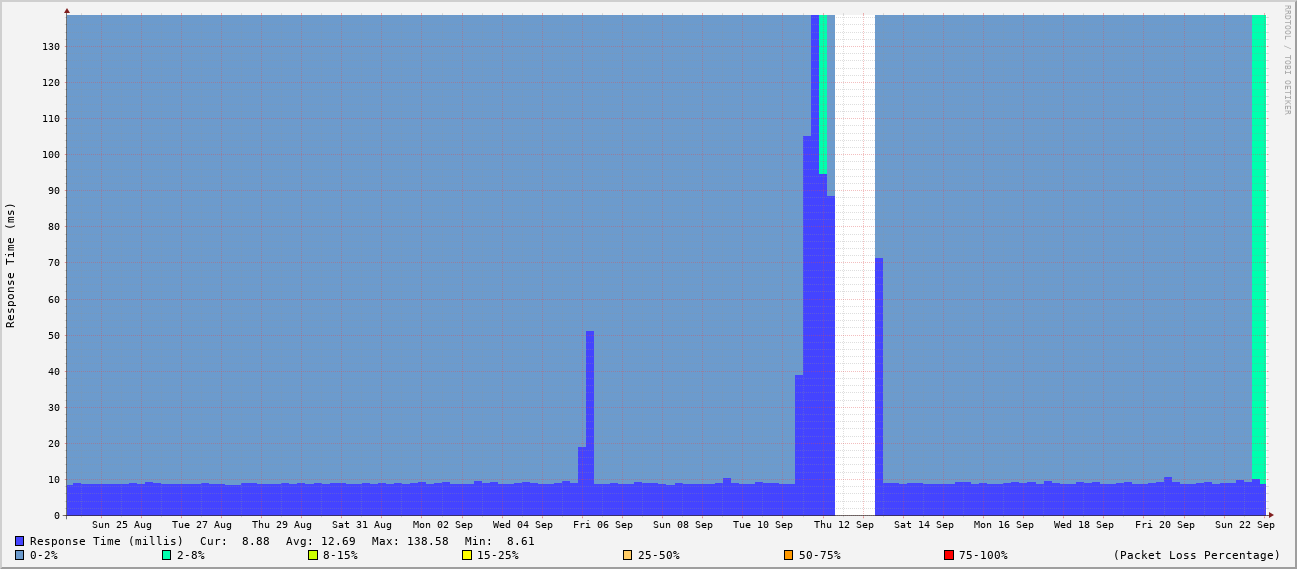 RRDTOOL / TOBI OETIKER
Response Time (ms)
130
120
110
100
90
80
70
60
50
40
30
20
10
0
Sun 25 Aug Tue 27 Aug Thu 29 Aug Sat 31 Aug Mon 02 Sep Wed 04 Sep Fri 06 Sep Sun 08 Sep Tue 10 Sep Thu 12 Sep Sat 14 Sep Mon 16 Sep Wed 18 Sep Fri 20 Sep Sun 22 Sep
Response Time (millis) Cur: 8.88 Avg: 12.69 Max: 138.58 Min: 8.61
0-2% 2-8% 8-15% 15-25% 25-50% 50-75% 75-100% (Packet Loss Percentage)